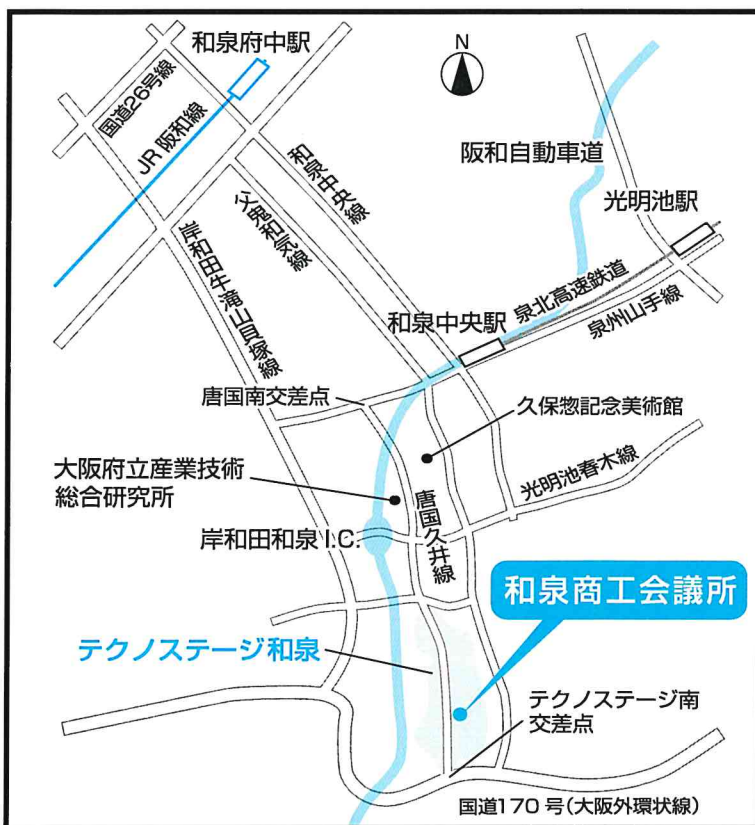 和泉府中駅
N
国道26号線
JR 阪和線
和泉中央線
父鬼和気線
阪和自動車道
光明池駅
岸和田牛滝山貝塚線
泉北高速鉄道
和泉中央駅
泉州山手線
唐国南交差点
久保惣記念美術館
大阪府立産業技術
総合研究所
光明池春木線
唐国久井線
岸和田和泉 I.C.
和泉商工会議所
テクノステージ和泉
テクノステージ南
交差点
国道170 号(大阪外環状線)